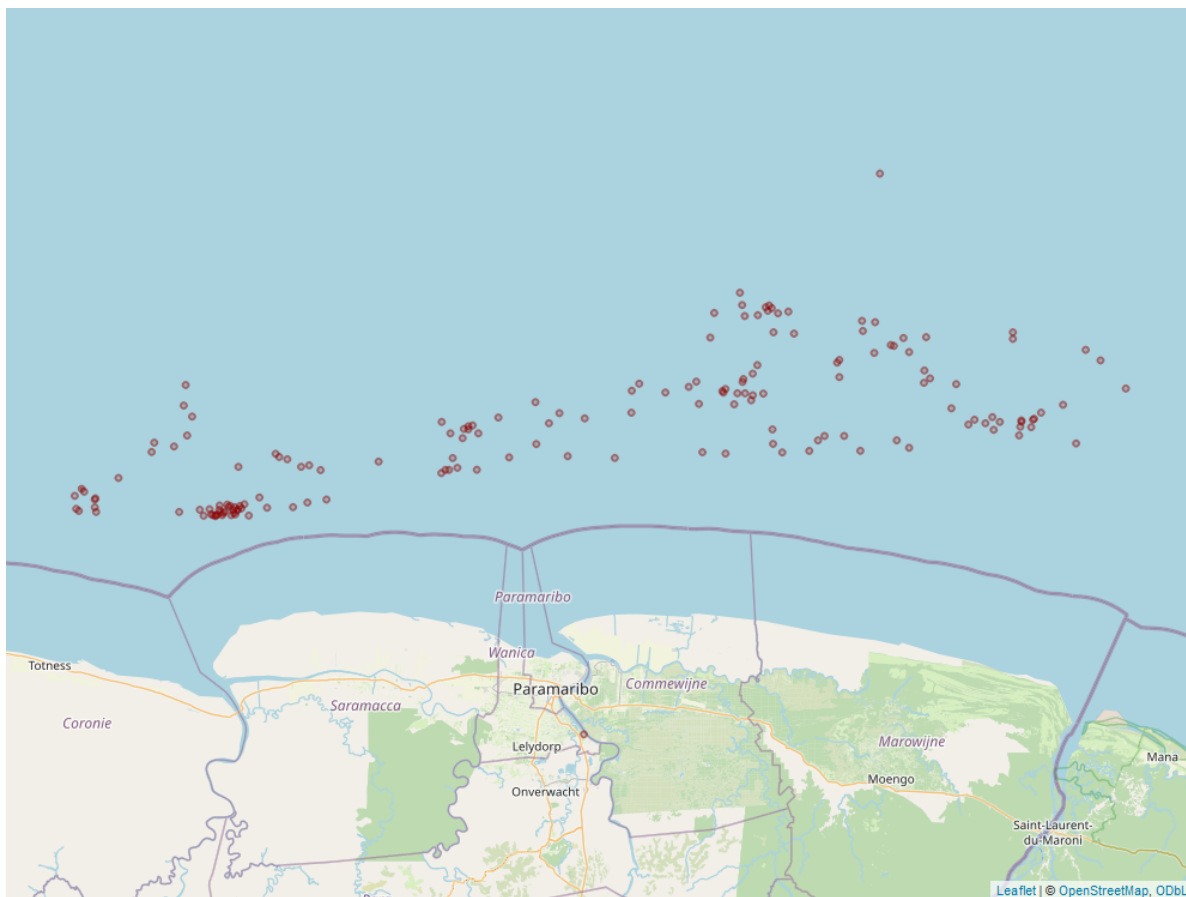 Paramaribo
Wanica
Totness
Paramaribo
Commewijne
Saramacca
Coronie
Lelydorp
Marowijne
Mana
Moengo
Onverwacht
Saint-Laurent-
du-Maroni
Leaflet | © OpenStreetMap, ODbL